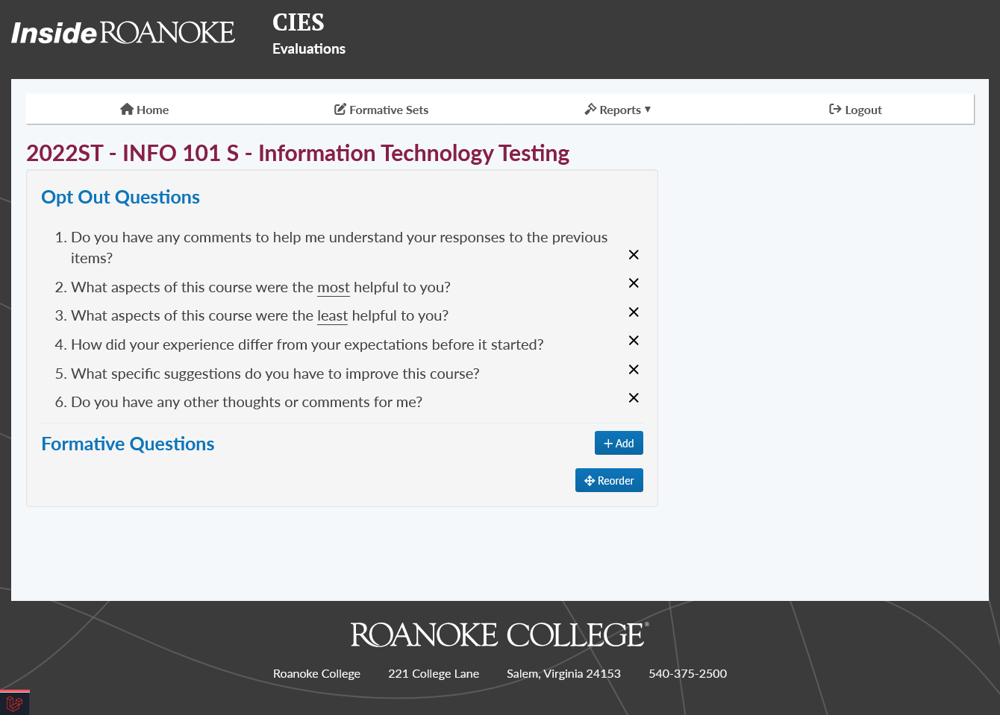 Inside ROANOKE
CIES
Evaluations
Home
Formative Sets
Reports ▼
Logout
2022ST - INFO 101 S - Information Technology Testing
Opt Out Questions
1. Do you have any comments to help me understand your responses to the previous
items?
2. What aspects of this course were the most helpful to you?
3. What aspects of this course were the least helpful to you?
4. How did your experience differ from your expectations before it started?
5. What specific suggestions do you have to improve this course?
6. Do you have any other thoughts or comments for me?
Formative Questions
Add
Reorder
ROANOKE COLLEGE®
Roanoke College 221 College Lane Salem, Virginia 24153 540-375-2500